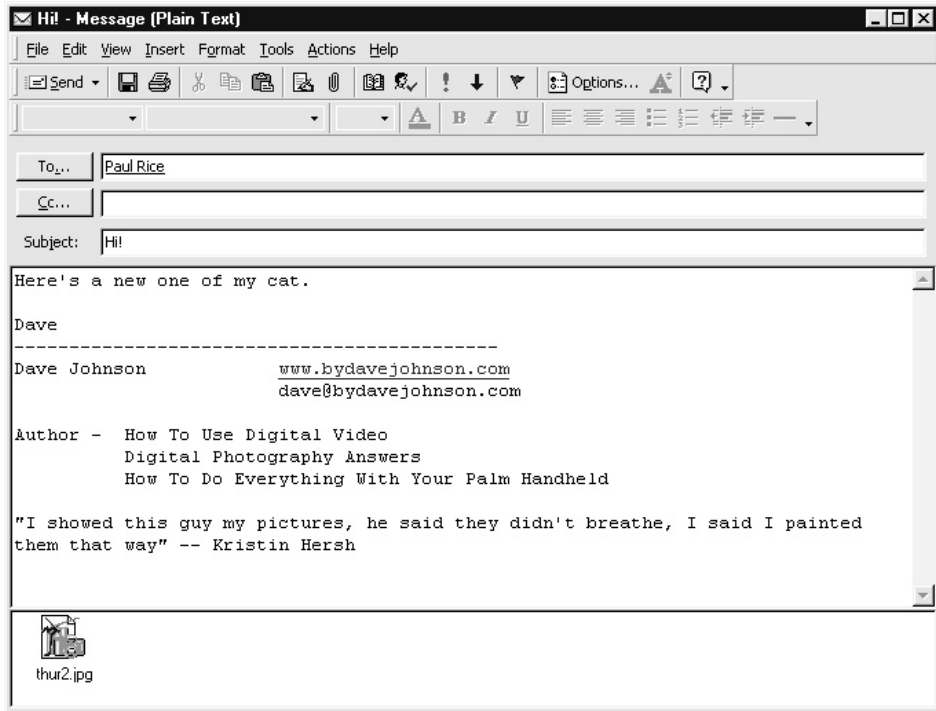 Hi! - Message (Plain Text)
File Edit View Insert Format Tools Actions Help
Send Options...
A B I U
To... Paul Rice
Cc...
Subject: Hi!
Here's a new one of my cat.
Dave
--------------------------------------------
Dave Johnson www.bydavejohnson.com
dave@bydavejohnson.com
Author - How To Use Digital Video
Digital Photography Answers
How To Do Everything With Your Palm Handheld
"I showed this guy my pictures, he said they didn't breathe, I said I painted
them that way" -- Kristin Hersh
thur2.jpg